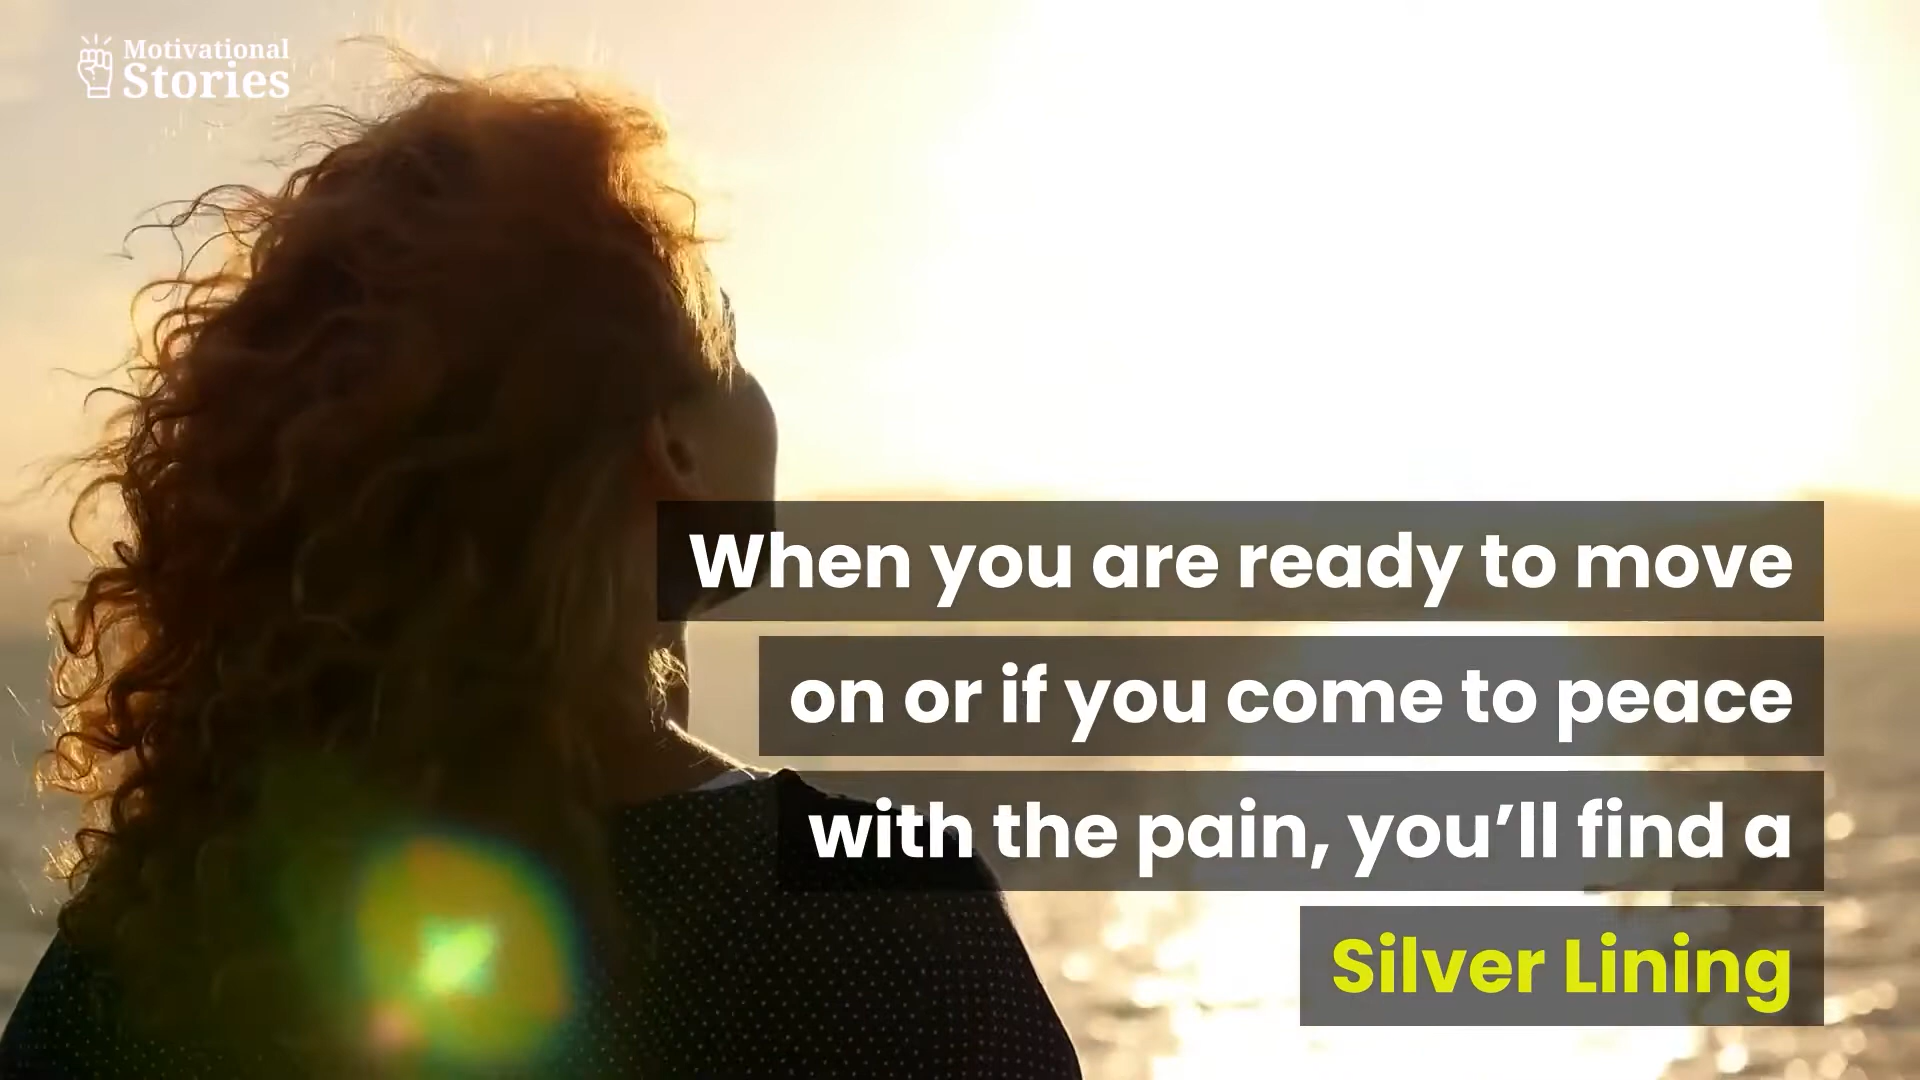 Motivational
Stories
When you are ready to move
on or if you come to peace
with the pain, you’ll find a
Silver Lining